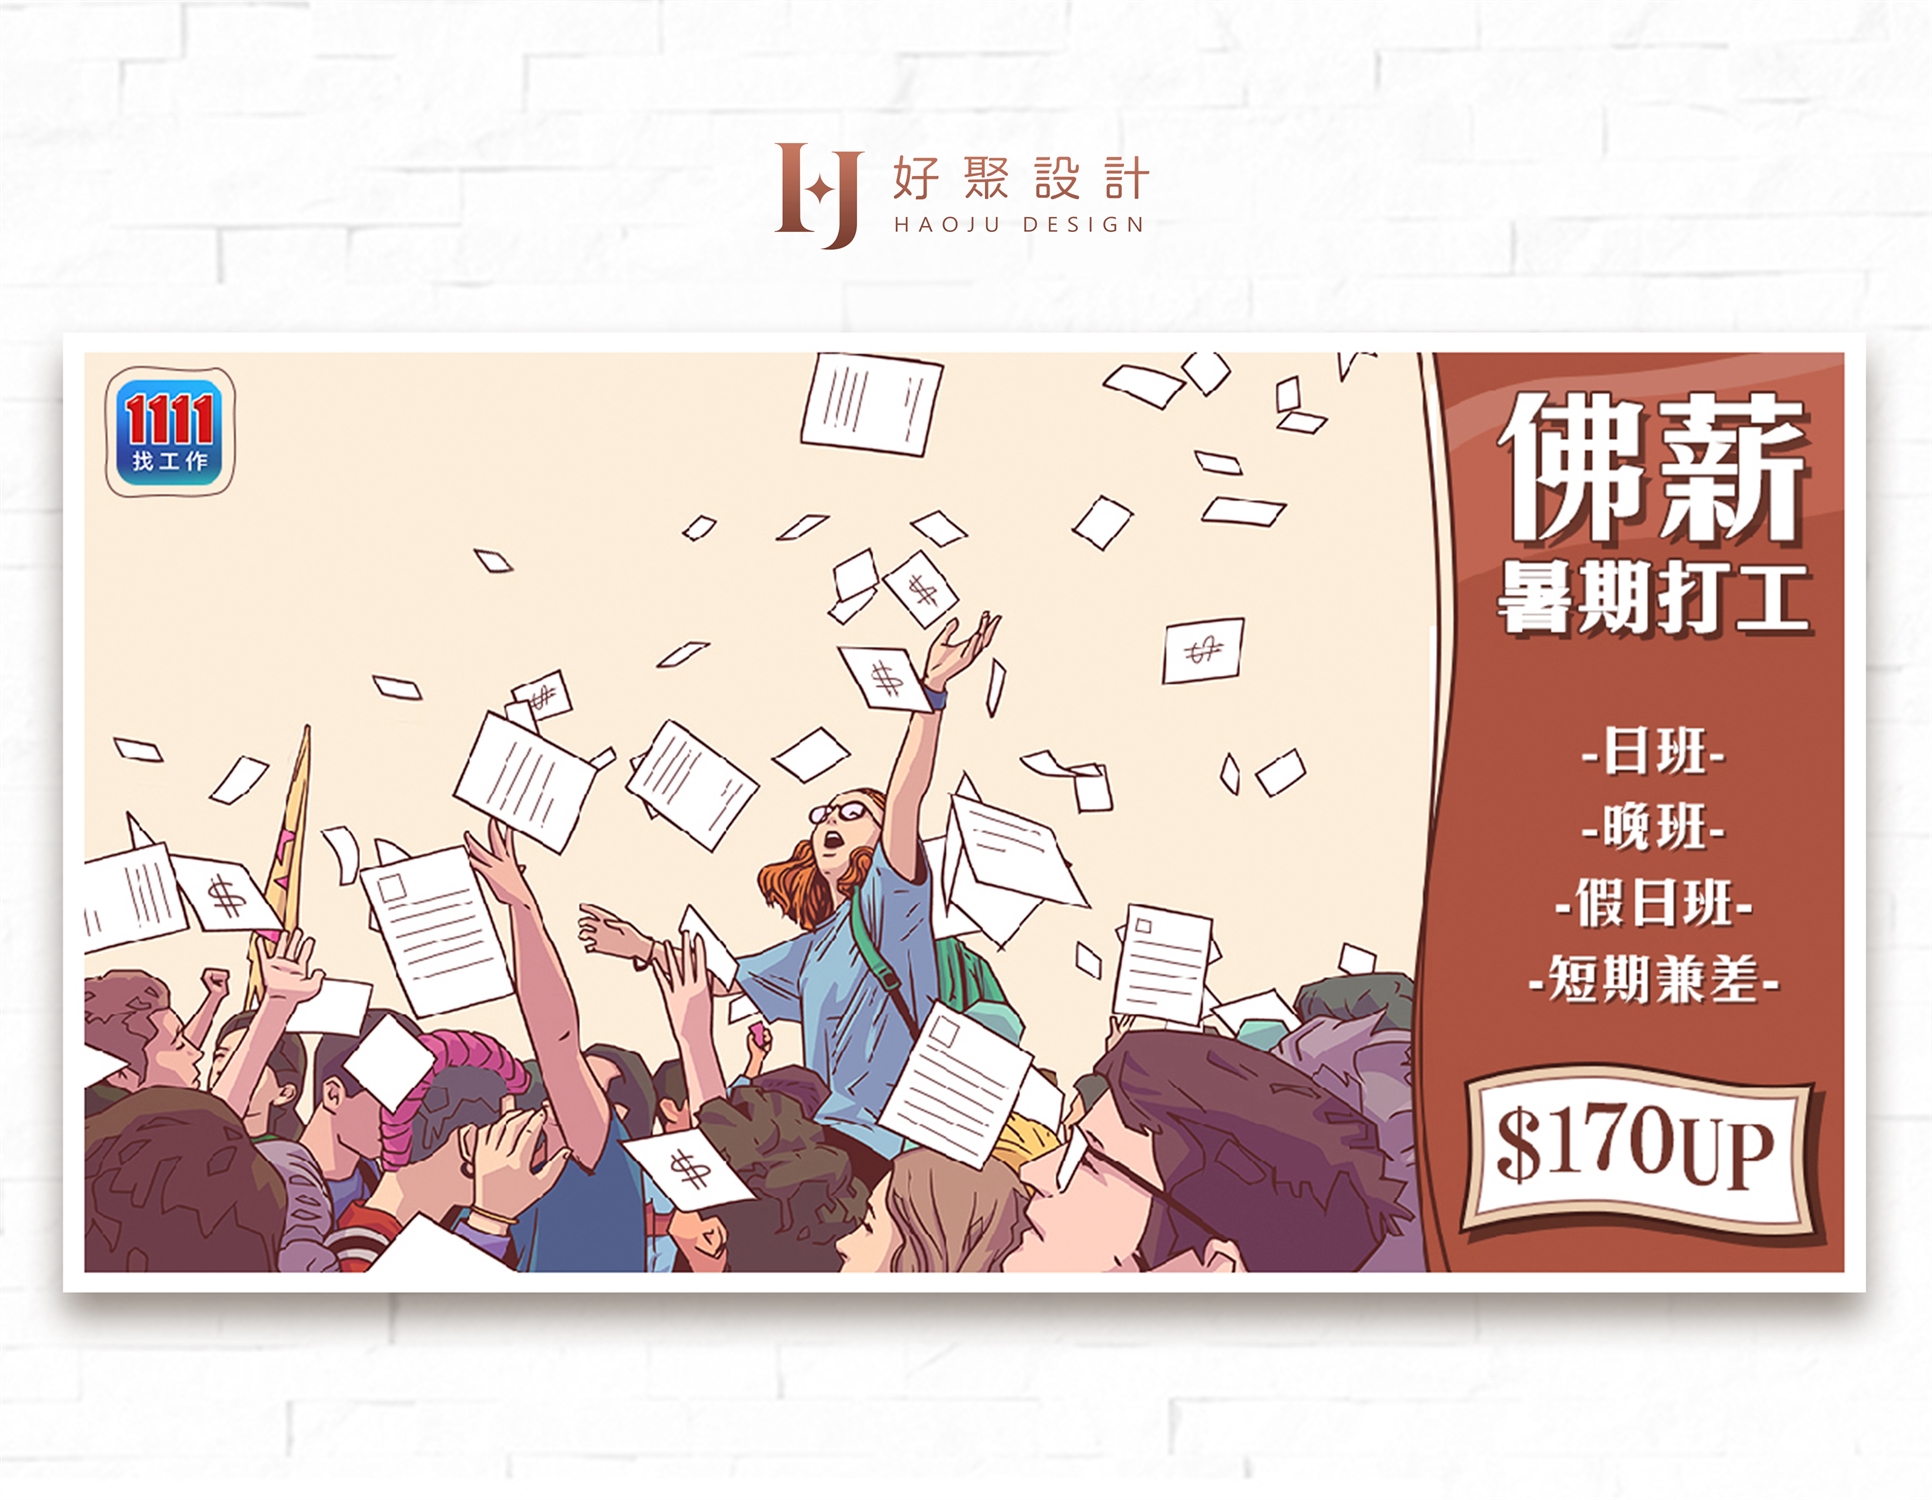 好聚設計
HAOJU DESIGN
1111
找工作
佛薪
暑期打工
-日班-
-晚班-
-假日班-
-短期兼差-
$170UP
$
$
$
$
$
$